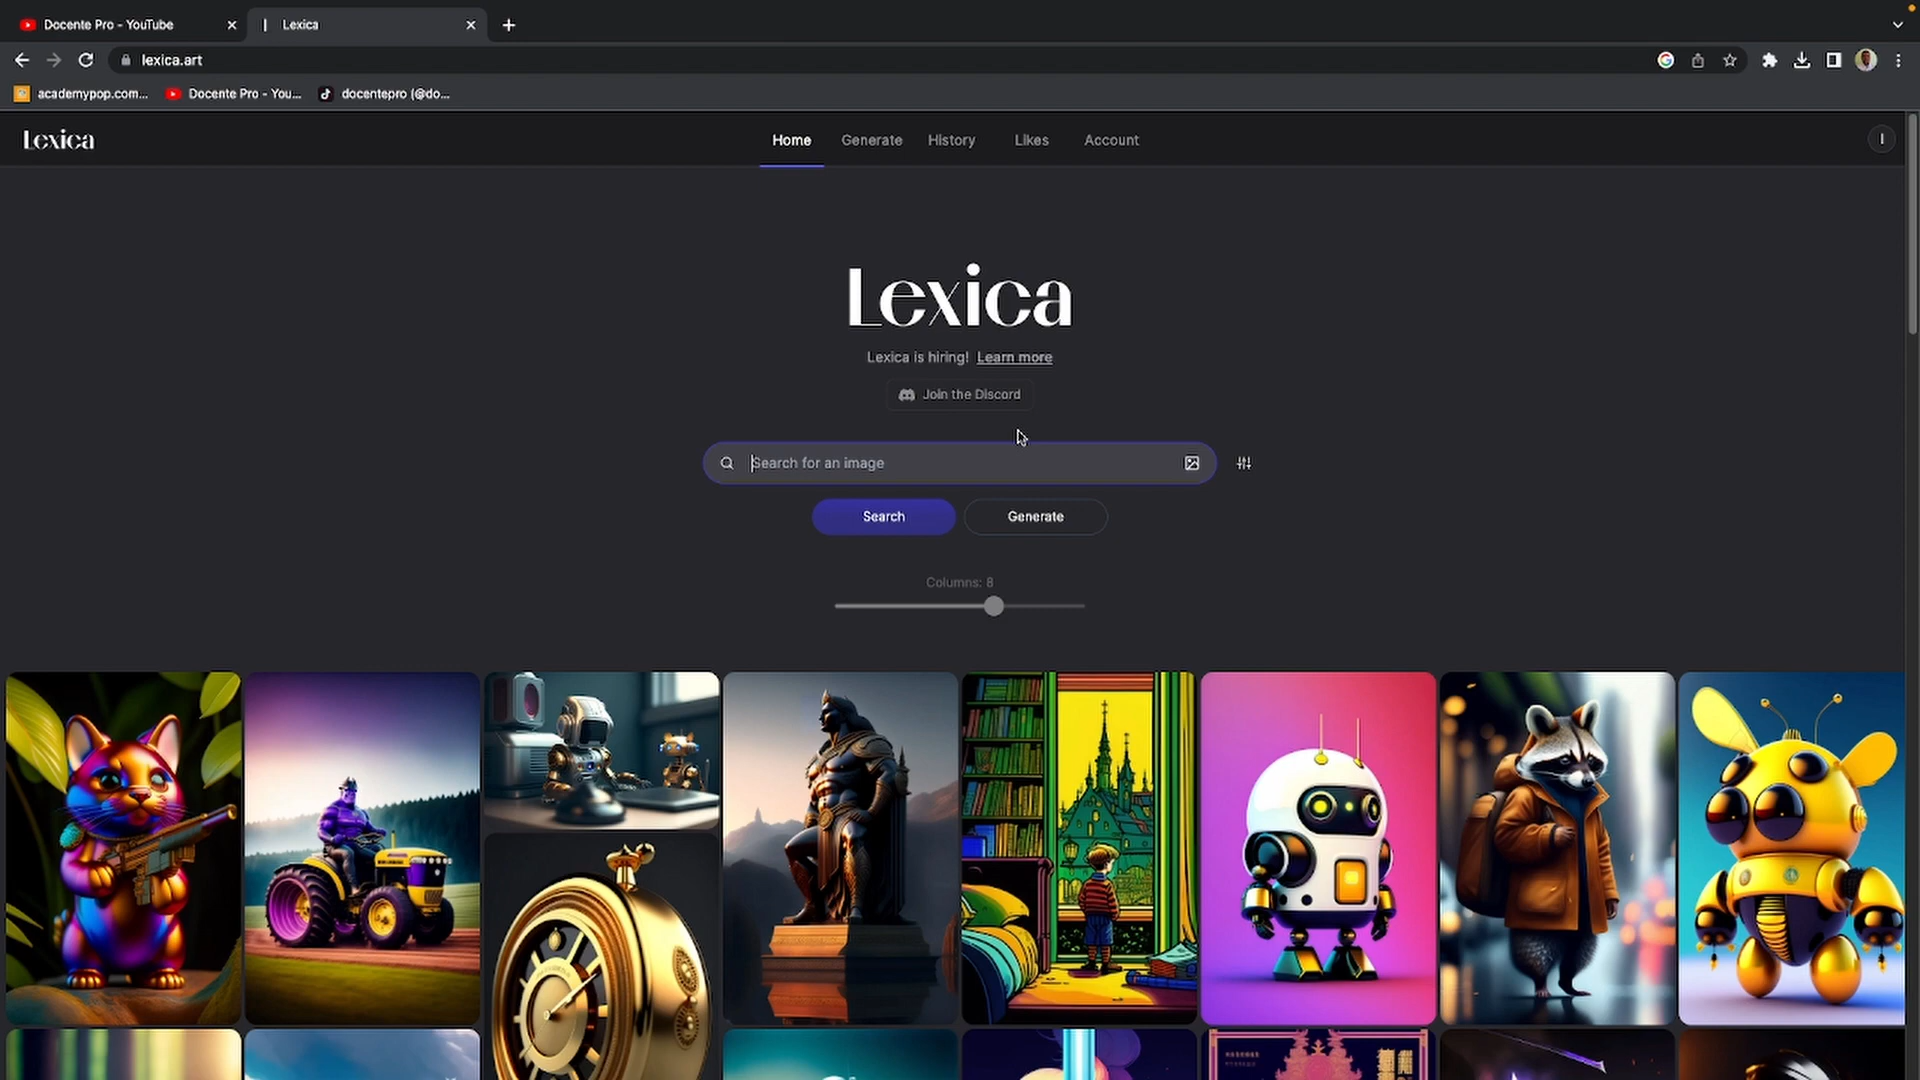 Docente Pro - YouTube
Lexica
lexica.art
academypop.com...
Docente Pro - You...
docentepro (@do...
Lexica
Home
Generate
History
Likes
Account
I
Lexica
Lexica is hiring! Learn more
Join the Discord
Search for an image
Search
Generate
Columns: 8